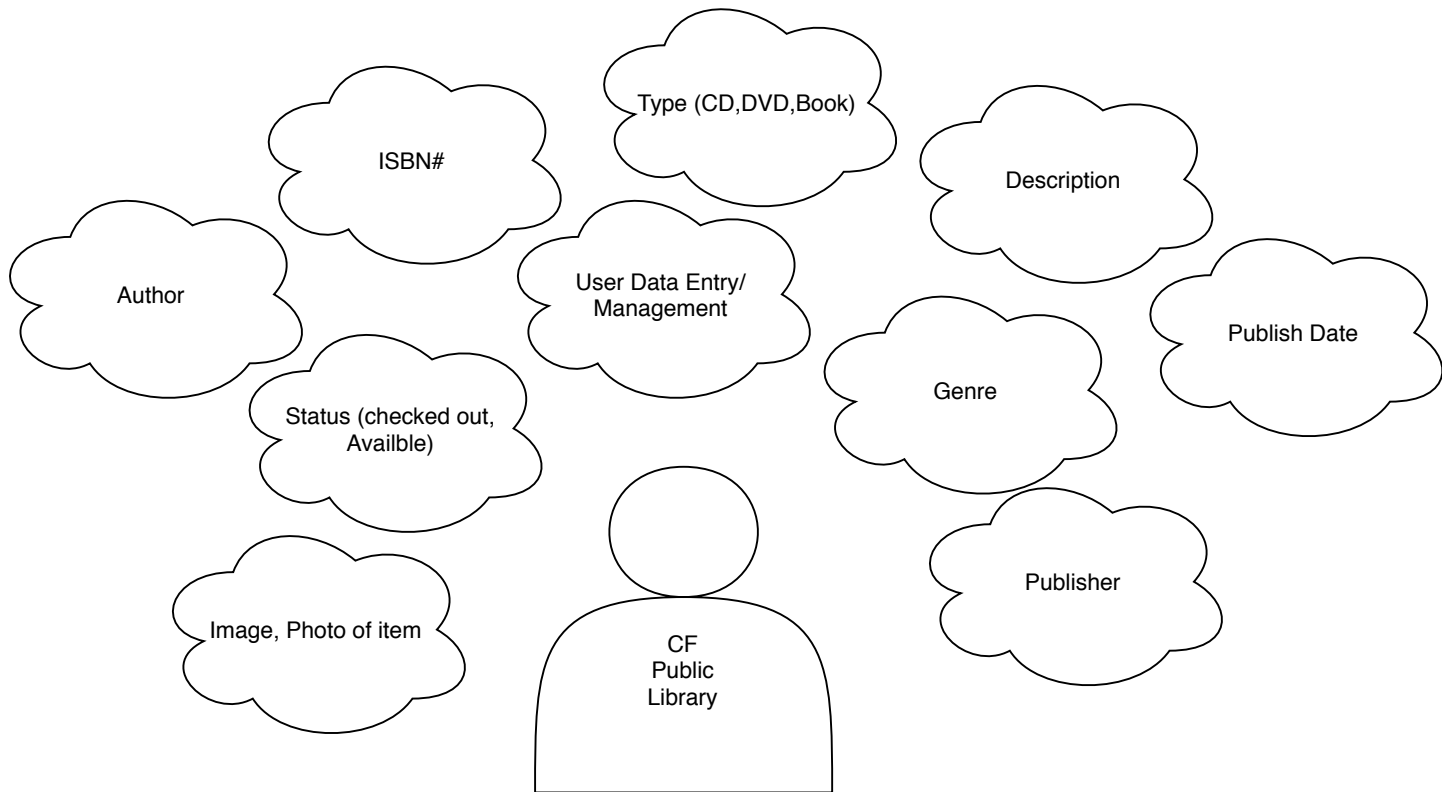 Type (CD,DVD,Book)
ISBN#
Description
Author
User Data Entry/
Management
Publish Date
Genre
Status (checked out,
Availble)
Publisher
Image, Photo of item
CF
Public
Library